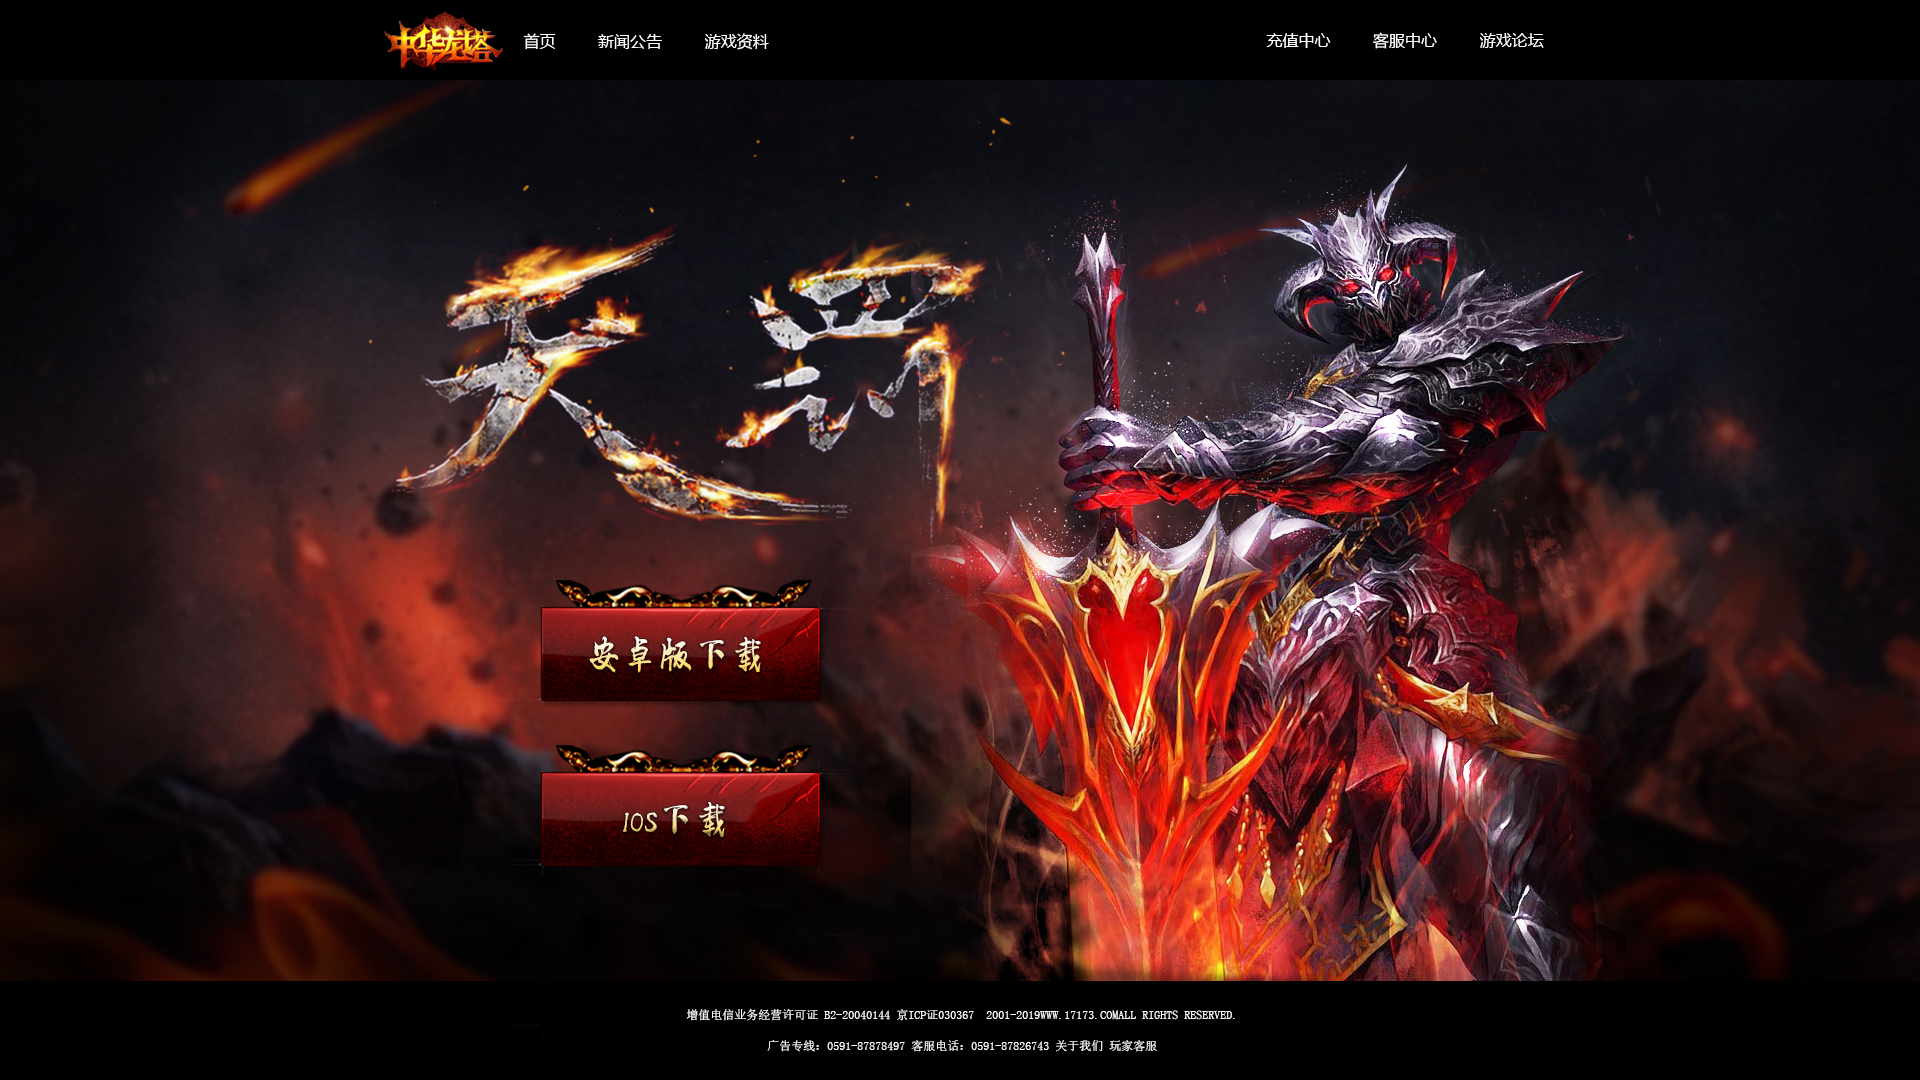 中华龙塔
首页 新闻公告 游戏资料 充值中心 客服中心 游戏论坛
天罚
安卓版下载
IOS下载
增值电信业务经营许可证 B2-20040144 京ICP证030367 2001-2019WWW.17173.COMALL RIGHTS RESERVED.
广告专线：0591-87878497 客服电话：0591-87826743 关于我们 玩家客服